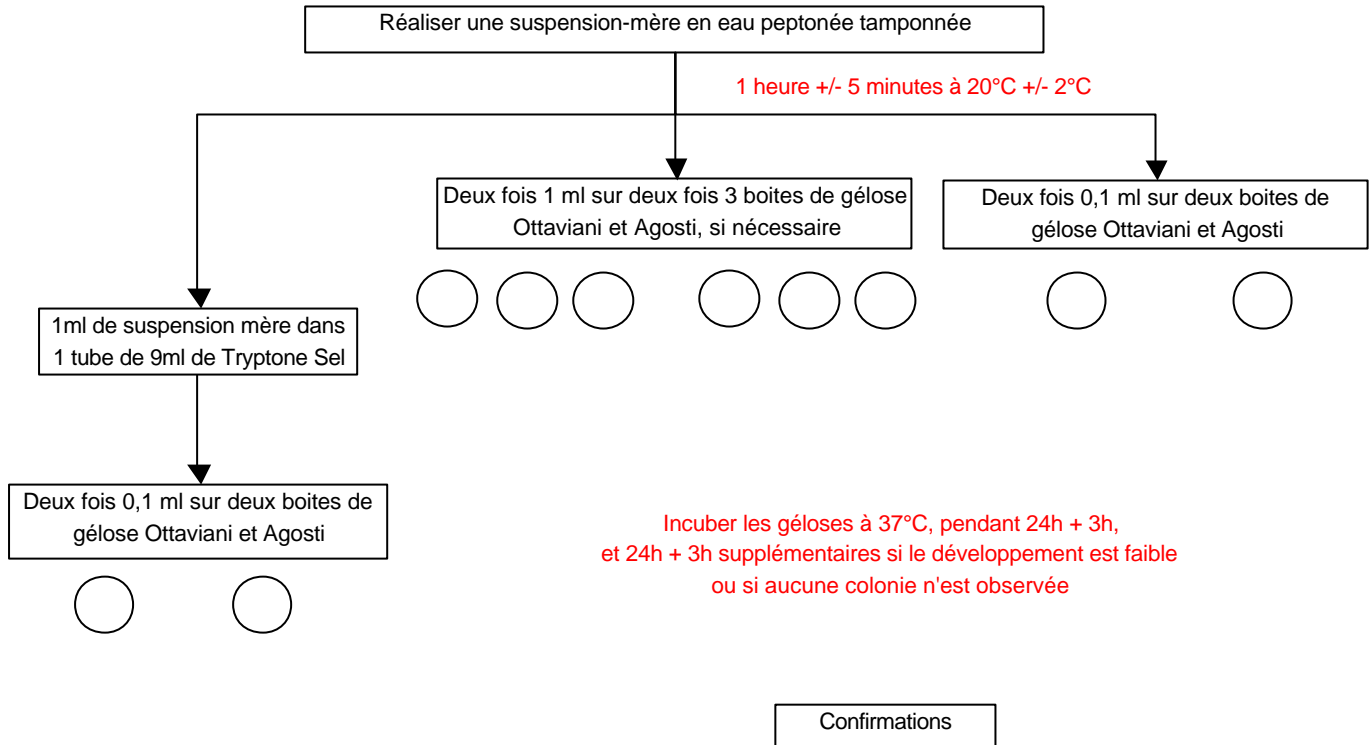 Réaliser une suspension-mère en eau peptonée tamponnée
1 heure +/- 5 minutes à 20°C +/- 2°C
Deux fois 1 ml sur deux fois 3 boites de gélose
Ottaviani et Agosti, si nécessaire
Deux fois 0,1 ml sur deux boites de
gélose Ottaviani et Agosti
1ml de suspension mère dans
1 tube de 9ml de Tryptone Sel
Deux fois 0,1 ml sur deux boites de
gélose Ottaviani et Agosti
Incuber les géloses à 37°C, pendant 24h + 3h,
et 24h + 3h supplémentaires si le développement est faible
ou si aucune colonie n'est observée
Confirmations